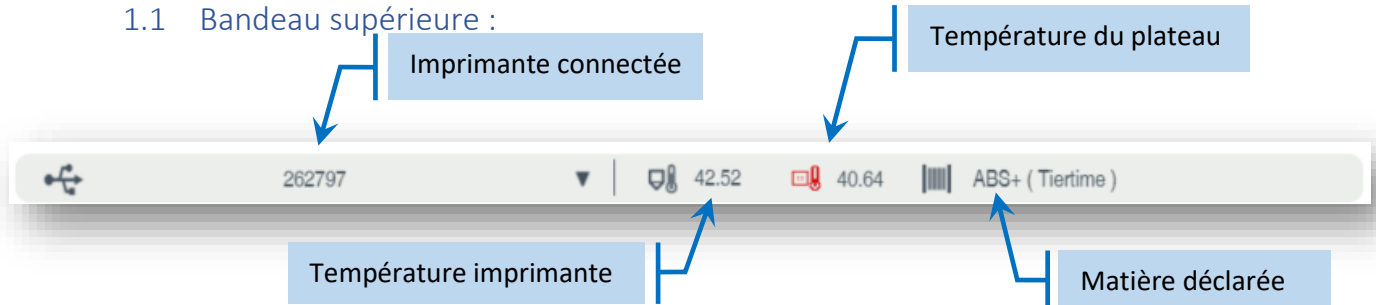 1.1 Bandeau supérieure :
Imprimante connectée
Température du plateau
262797 ▼ 42.52 40.64 ABS+ ( Tiertime )
Température imprimante
Matière déclarée